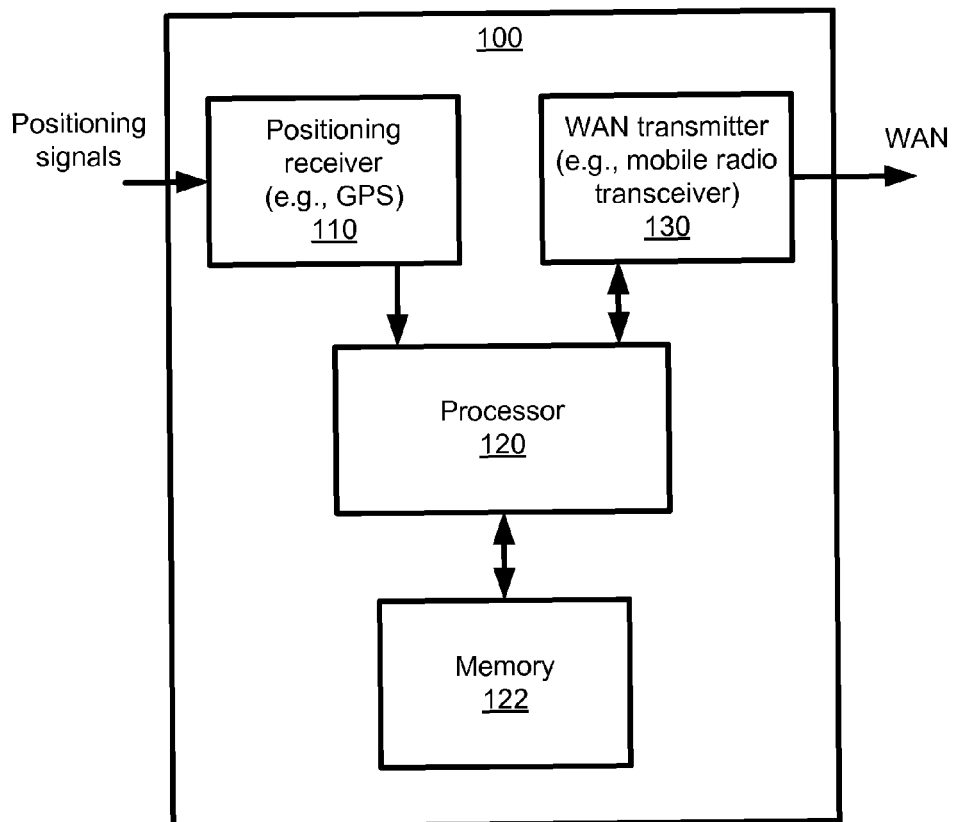 100
Positioning
signals
Positioning
receiver
(e.g., GPS)
110
WAN transmitter
(e.g., mobile radio
transceiver)
130
WAN
Processor
120
Memory
122